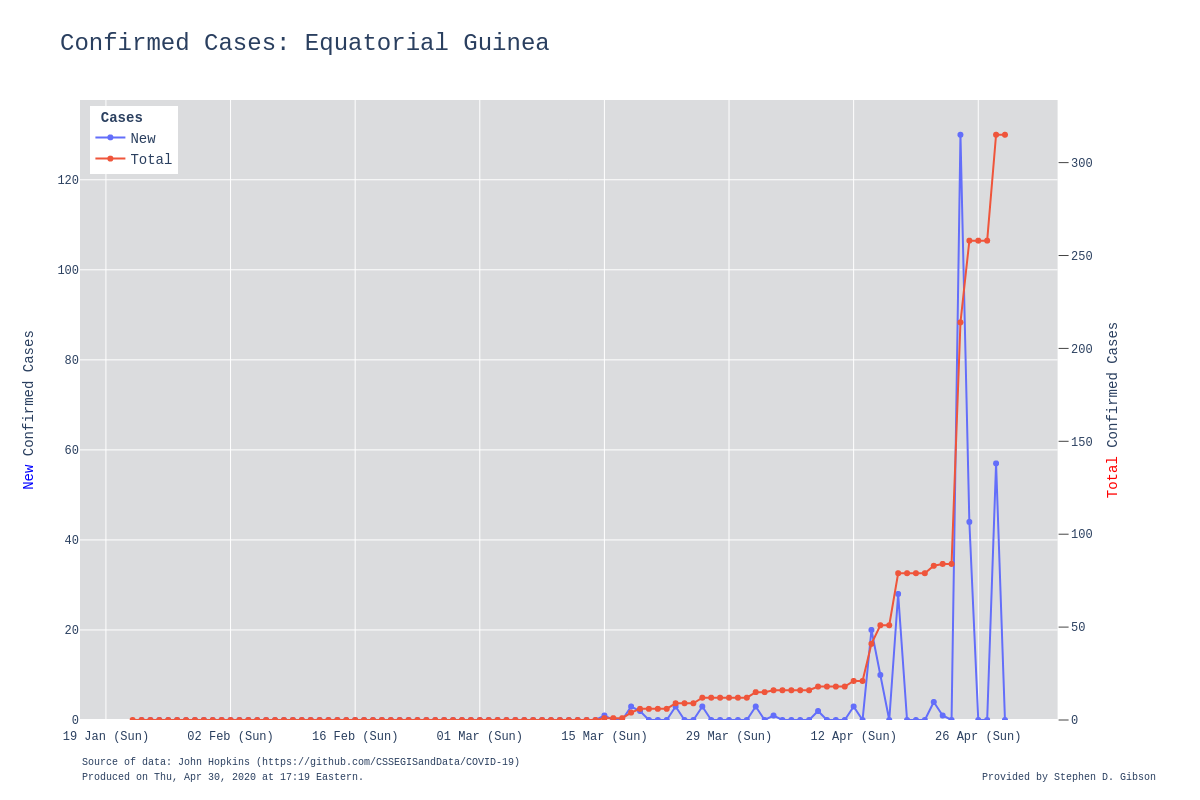 Confirmed Cases: Equatorial Guinea
Cases
New
Total
120
100
80
60
40
20
0
300
250
200
150
100
50
0
New Confirmed Cases
Total Confirmed Cases
19 Jan (Sun)
02 Feb (Sun)
16 Feb (Sun)
01 Mar (Sun)
15 Mar (Sun)
29 Mar (Sun)
12 Apr (Sun)
26 Apr (Sun)
Source of data: John Hopkins (https://github.com/CSSEGISandData/COVID-19)
Produced on Thu, Apr 30, 2020 at 17:19 Eastern.
Provided by Stephen D. Gibson